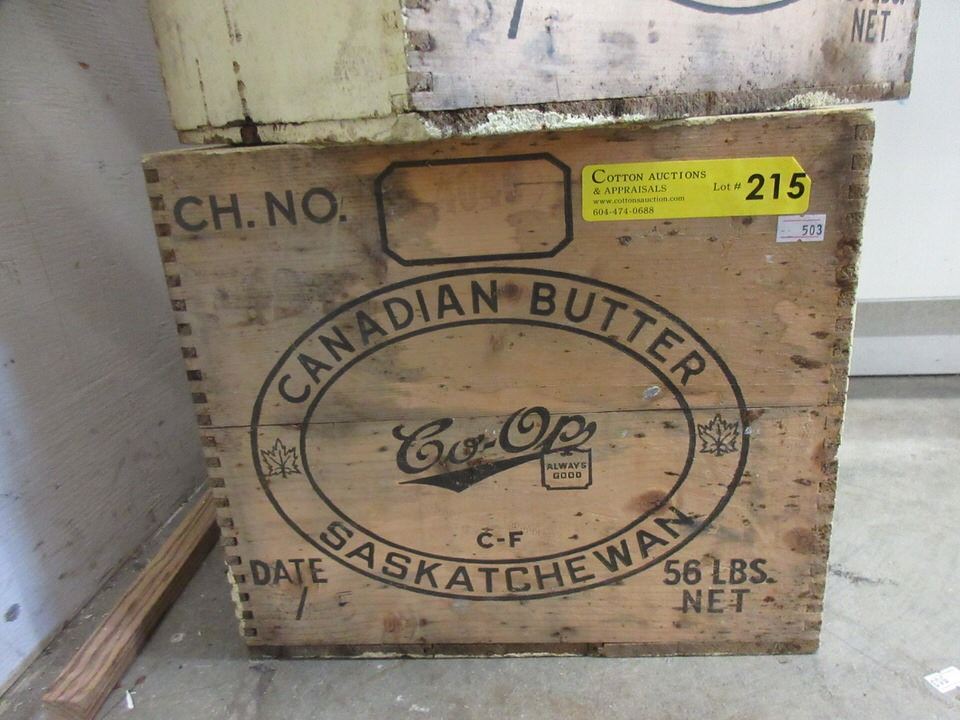 NET
CH. NO.
COTTON AUCTIONS
& APPRAISALS
www.cottonsauction.com
604-474-0688
Lot # 215
503
CANADIAN BUTTER
Co-Op
ALWAYS
GOOD
C-F
SASKATCHEWAN
DATE
/
56 LBS.
NET